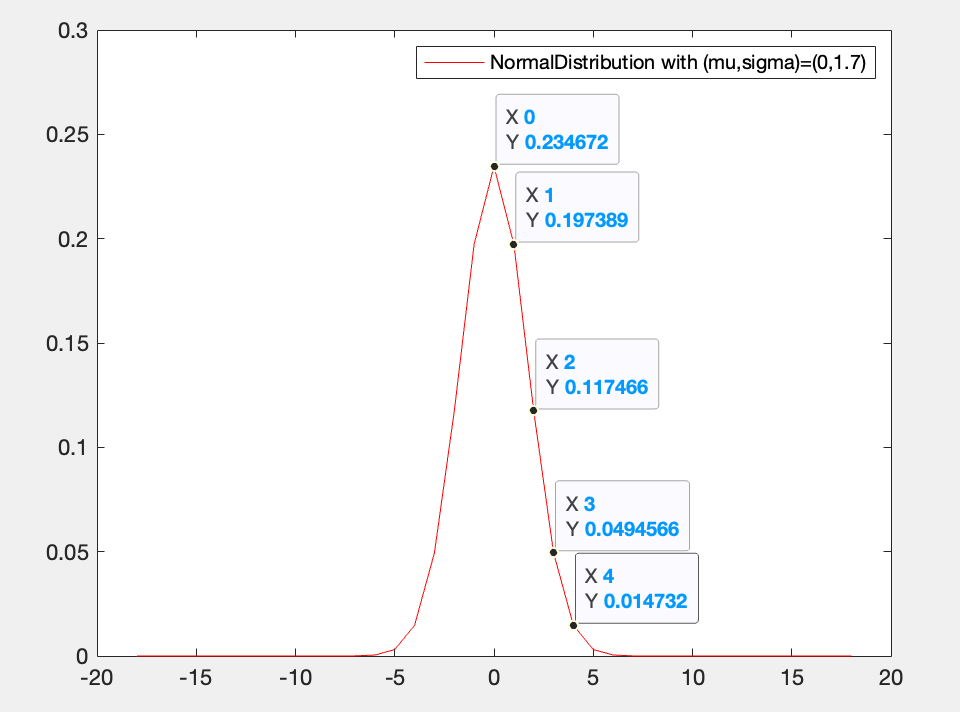 0.3
NormalDistribution with (mu,sigma)=(0,1.7)
X 0
Y 0.234672
0.25
X 1
Y 0.197389
0.2
0.15
X 2
Y 0.117466
0.1
X 3
Y 0.0494566
0.05
X 4
Y 0.014732
0
-20 -15 -10 -5 0 5 10 15 20